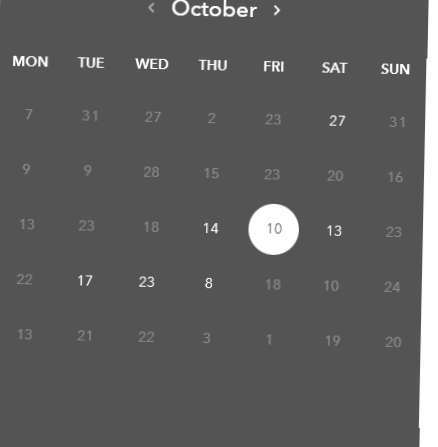 ‹ October ›
MON TUE WED THU FRI SAT SUN
7 31 27 2 23 27 31
9 9 28 15 23 20 16
13 23 18 14 10 13 23
22 17 23 8 18 10 24
13 21 22 3 1 19 20